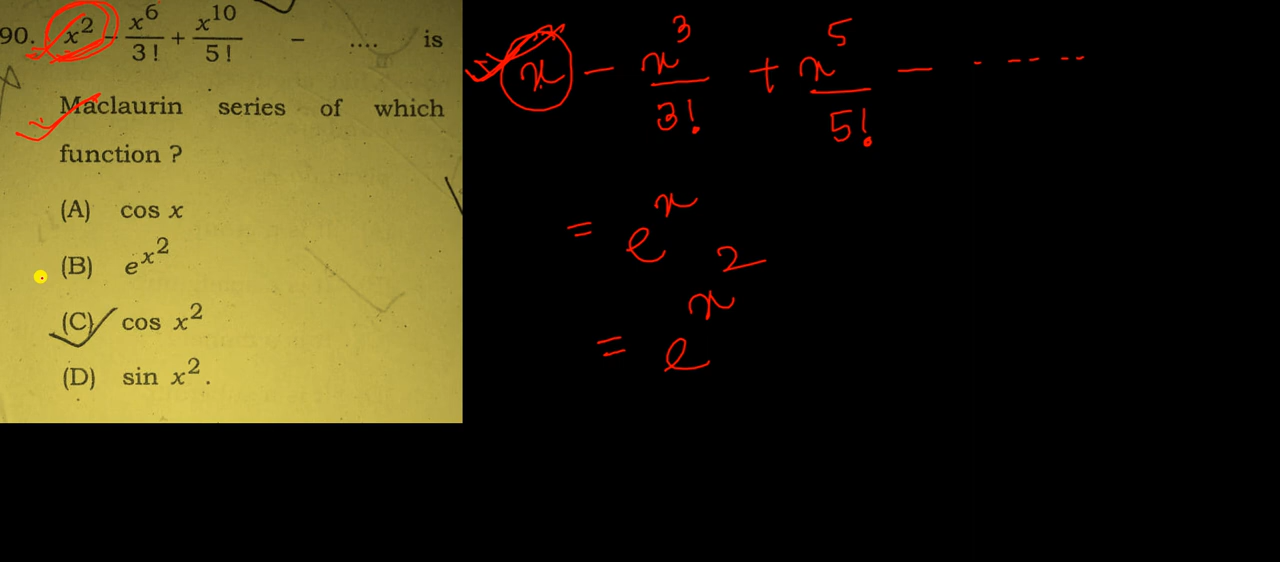 90. x² - x⁶/3! + x¹⁰/5! - .... is
Maclaurin series of which
function ?
(A) cos x
(B) e^x²
(C) cos x²
(D) sin x².
x - x³/3! + x⁵/5! - ......
= e^x
= e^x²